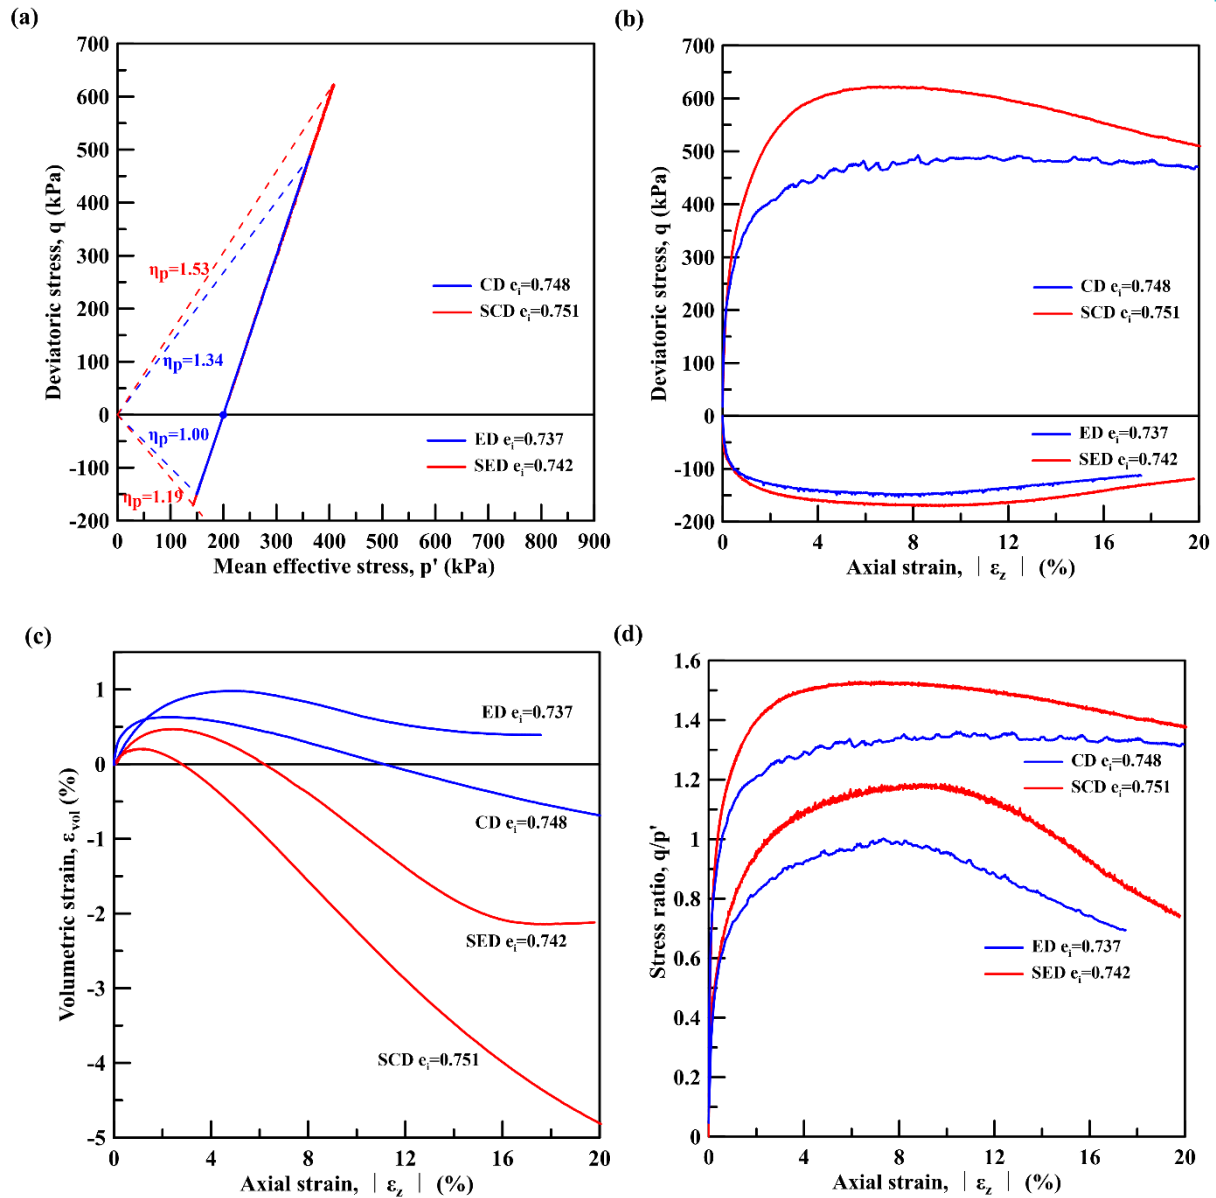 (a)
700
600
500
400
300
200
100
0
-100
-200
Deviatoric stress, q (kPa)
ηp=1.53
ηp=1.34
ηp=1.00
ηp=1.19
CD ei=0.748
SCD ei=0.751
ED ei=0.737
SED ei=0.742
0 100 200 300 400 500 600 700 800 900
Mean effective stress, p' (kPa)
(b)
700
600
500
400
300
200
100
0
-100
-200
Deviatoric stress, q (kPa)
CD ei=0.748
SCD ei=0.751
ED ei=0.737
SED ei=0.742
0 4 8 12 16 20
Axial strain, | εz | (%)
(c)
1
0
-1
-2
-3
-4
-5
Volumetric strain, εvol (%)
ED ei=0.737
CD ei=0.748
SED ei=0.742
SCD ei=0.751
0 4 8 12 16 20
Axial strain, | εz | (%)
(d)
1.6
1.4
1.2
1
0.8
0.6
0.4
0.2
0
Stress ratio, q/p'
CD ei=0.748
SCD ei=0.751
ED ei=0.737
SED ei=0.742
0 4 8 12 16 20
Axial strain, | εz | (%)